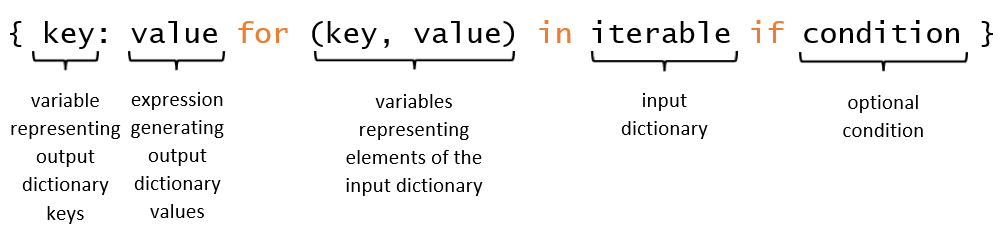 { key: value for (key, value) in iterable if condition }
variable
representing
output
dictionary
keys
expression
generating
output
dictionary
values
variables
representing
elements of the
input dictionary
input
dictionary
optional
condition